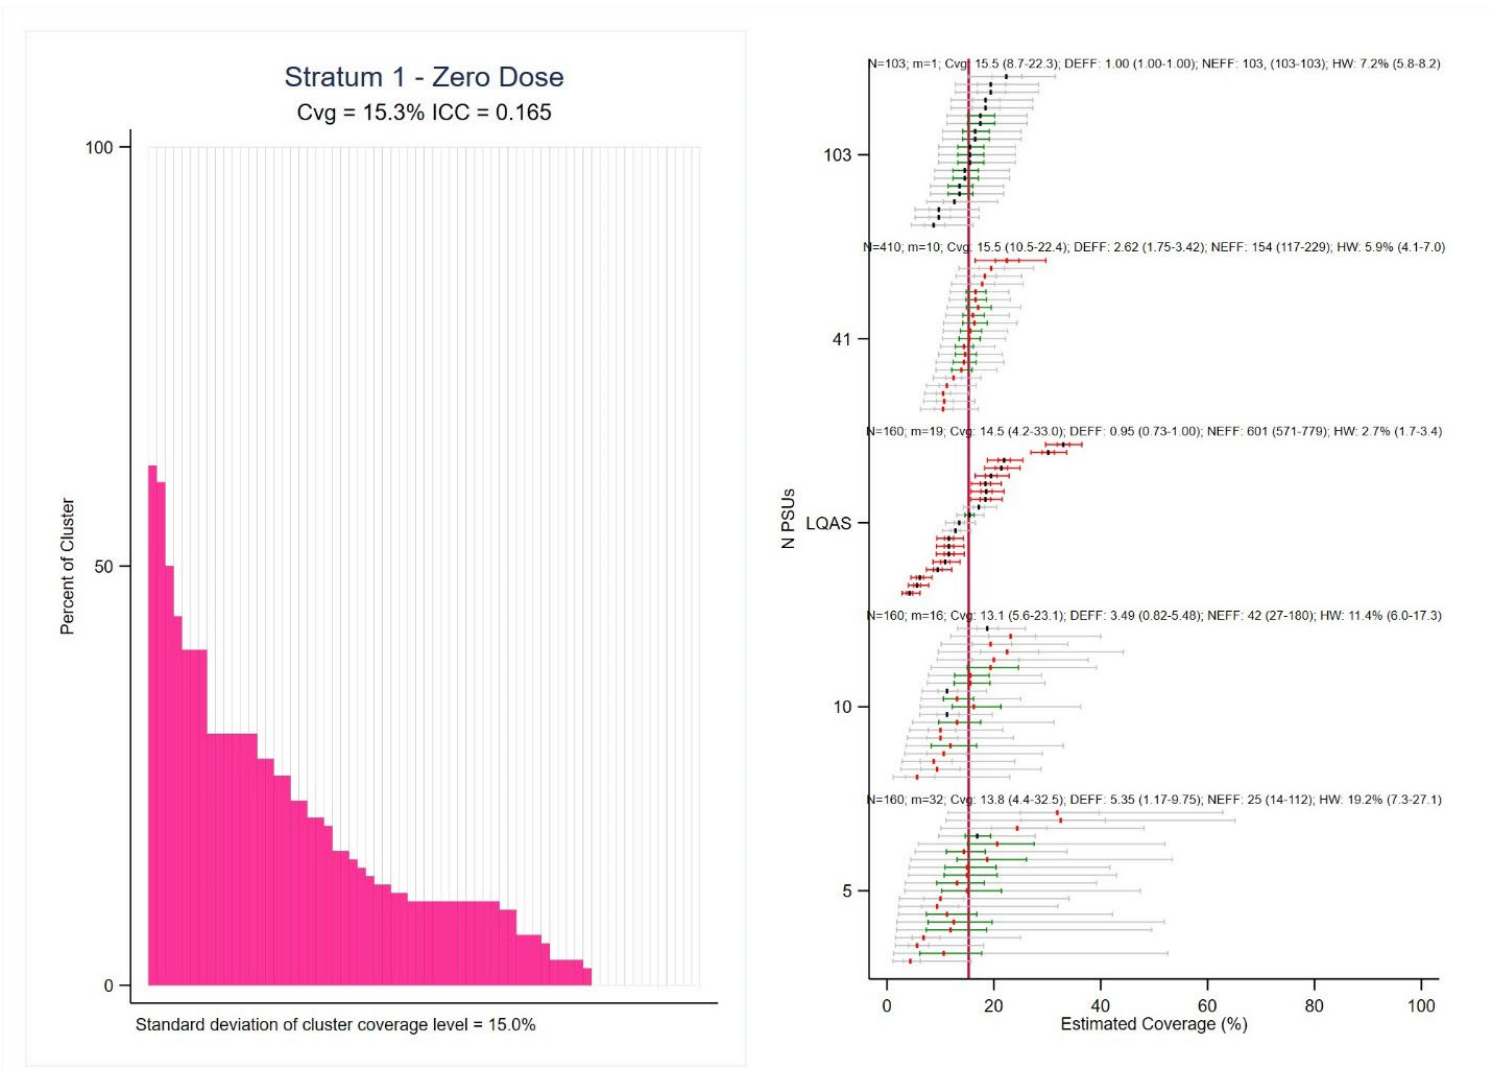 Stratum 1 - Zero Dose
Cvg = 15.3% ICC = 0.165
100
50
0
Percent of Cluster
Standard deviation of cluster coverage level = 15.0%
N=103; m=1; Cvg: 15.5 (8.7-22.3); DEFF: 1.00 (1.00-1.00); NEFF: 103, (103-103); HW: 7.2% (5.8-8.2)
103
N=410; m=10; Cvg: 15.5 (10.5-22.4); DEFF: 2.62 (1.75-3.42); NEFF: 154 (117-229); HW: 5.9% (4.1-7.0)
41
N=160; m=19; Cvg: 14.5 (4.2-33.0); DEFF: 0.95 (0.73-1.00); NEFF: 601 (571-779); HW: 2.7% (1.7-3.4)
LQAS
N PSUs
N=160; m=16; Cvg: 13.1 (5.6-23.1); DEFF: 3.49 (0.82-5.48); NEFF: 42 (27-180); HW: 11.4% (6.0-17.3)
10
N=160; m=32; Cvg: 13.8 (4.4-32.5); DEFF: 5.35 (1.17-9.75); NEFF: 25 (14-112); HW: 19.2% (7.3-27.1)
5
0 20 40 60 80 100
Estimated Coverage (%)